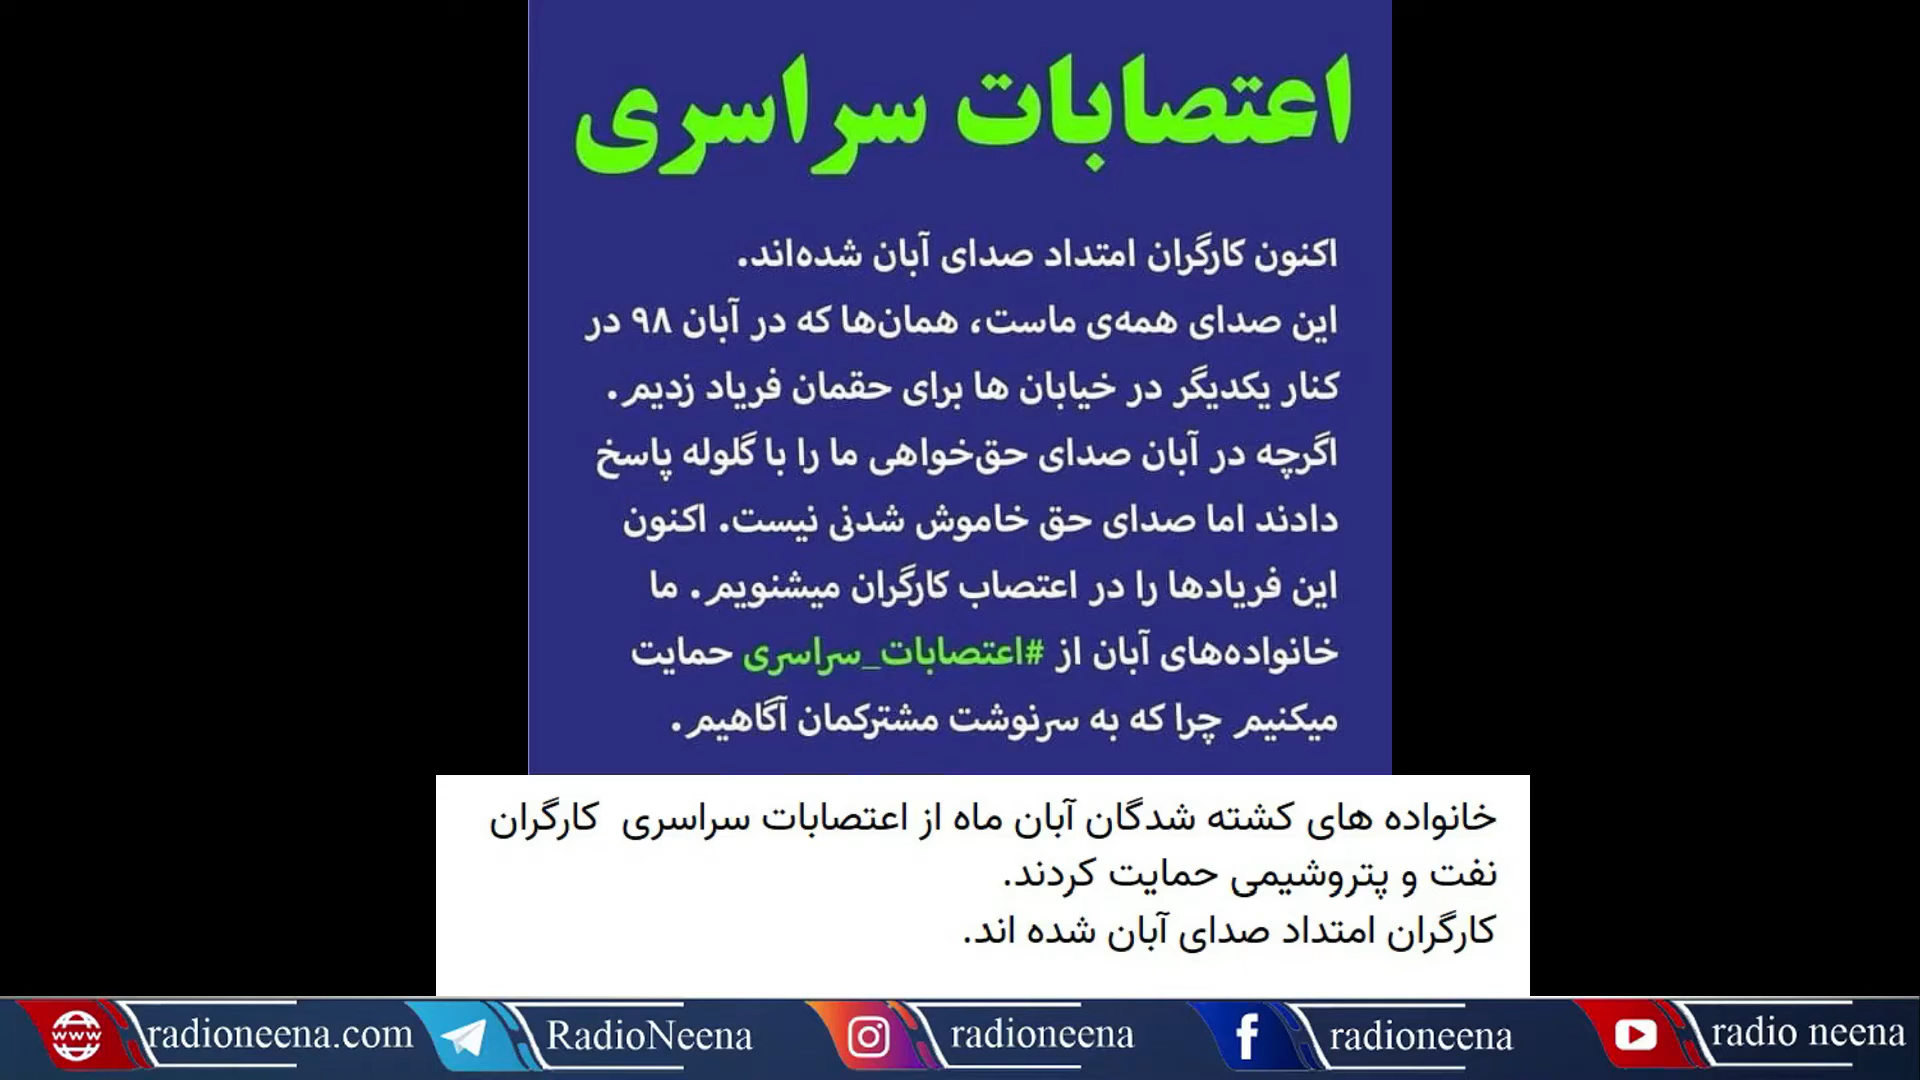 اعتصابات سراسری
اکنون کارگران امتداد صدای آبان شده‌اند.
این صدای همه‌ی ماست، همان‌ها که در آبان ۹۸ در
کنار یکدیگر در خیابان ها برای حقمان فریاد زدیم.
اگرچه در آبان صدای حق‌خواهی ما را با گلوله پاسخ
دادند اما صدای حق خاموش شدنی نیست. اکنون
این فریادها را در اعتصاب کارگران میشنویم. ما
خانواده‌های آبان از #اعتصابات_سراسری حمایت
میکنیم چرا که به سرنوشت مشترکمان آگاهیم.
خانواده های کشته شدگان آبان ماه از اعتصابات سراسری کارگران
نفت و پتروشیمی حمایت کردند.
کارگران امتداد صدای آبان شده اند.
www radioneena.com RadioNeena radioneena radioneena radio neena